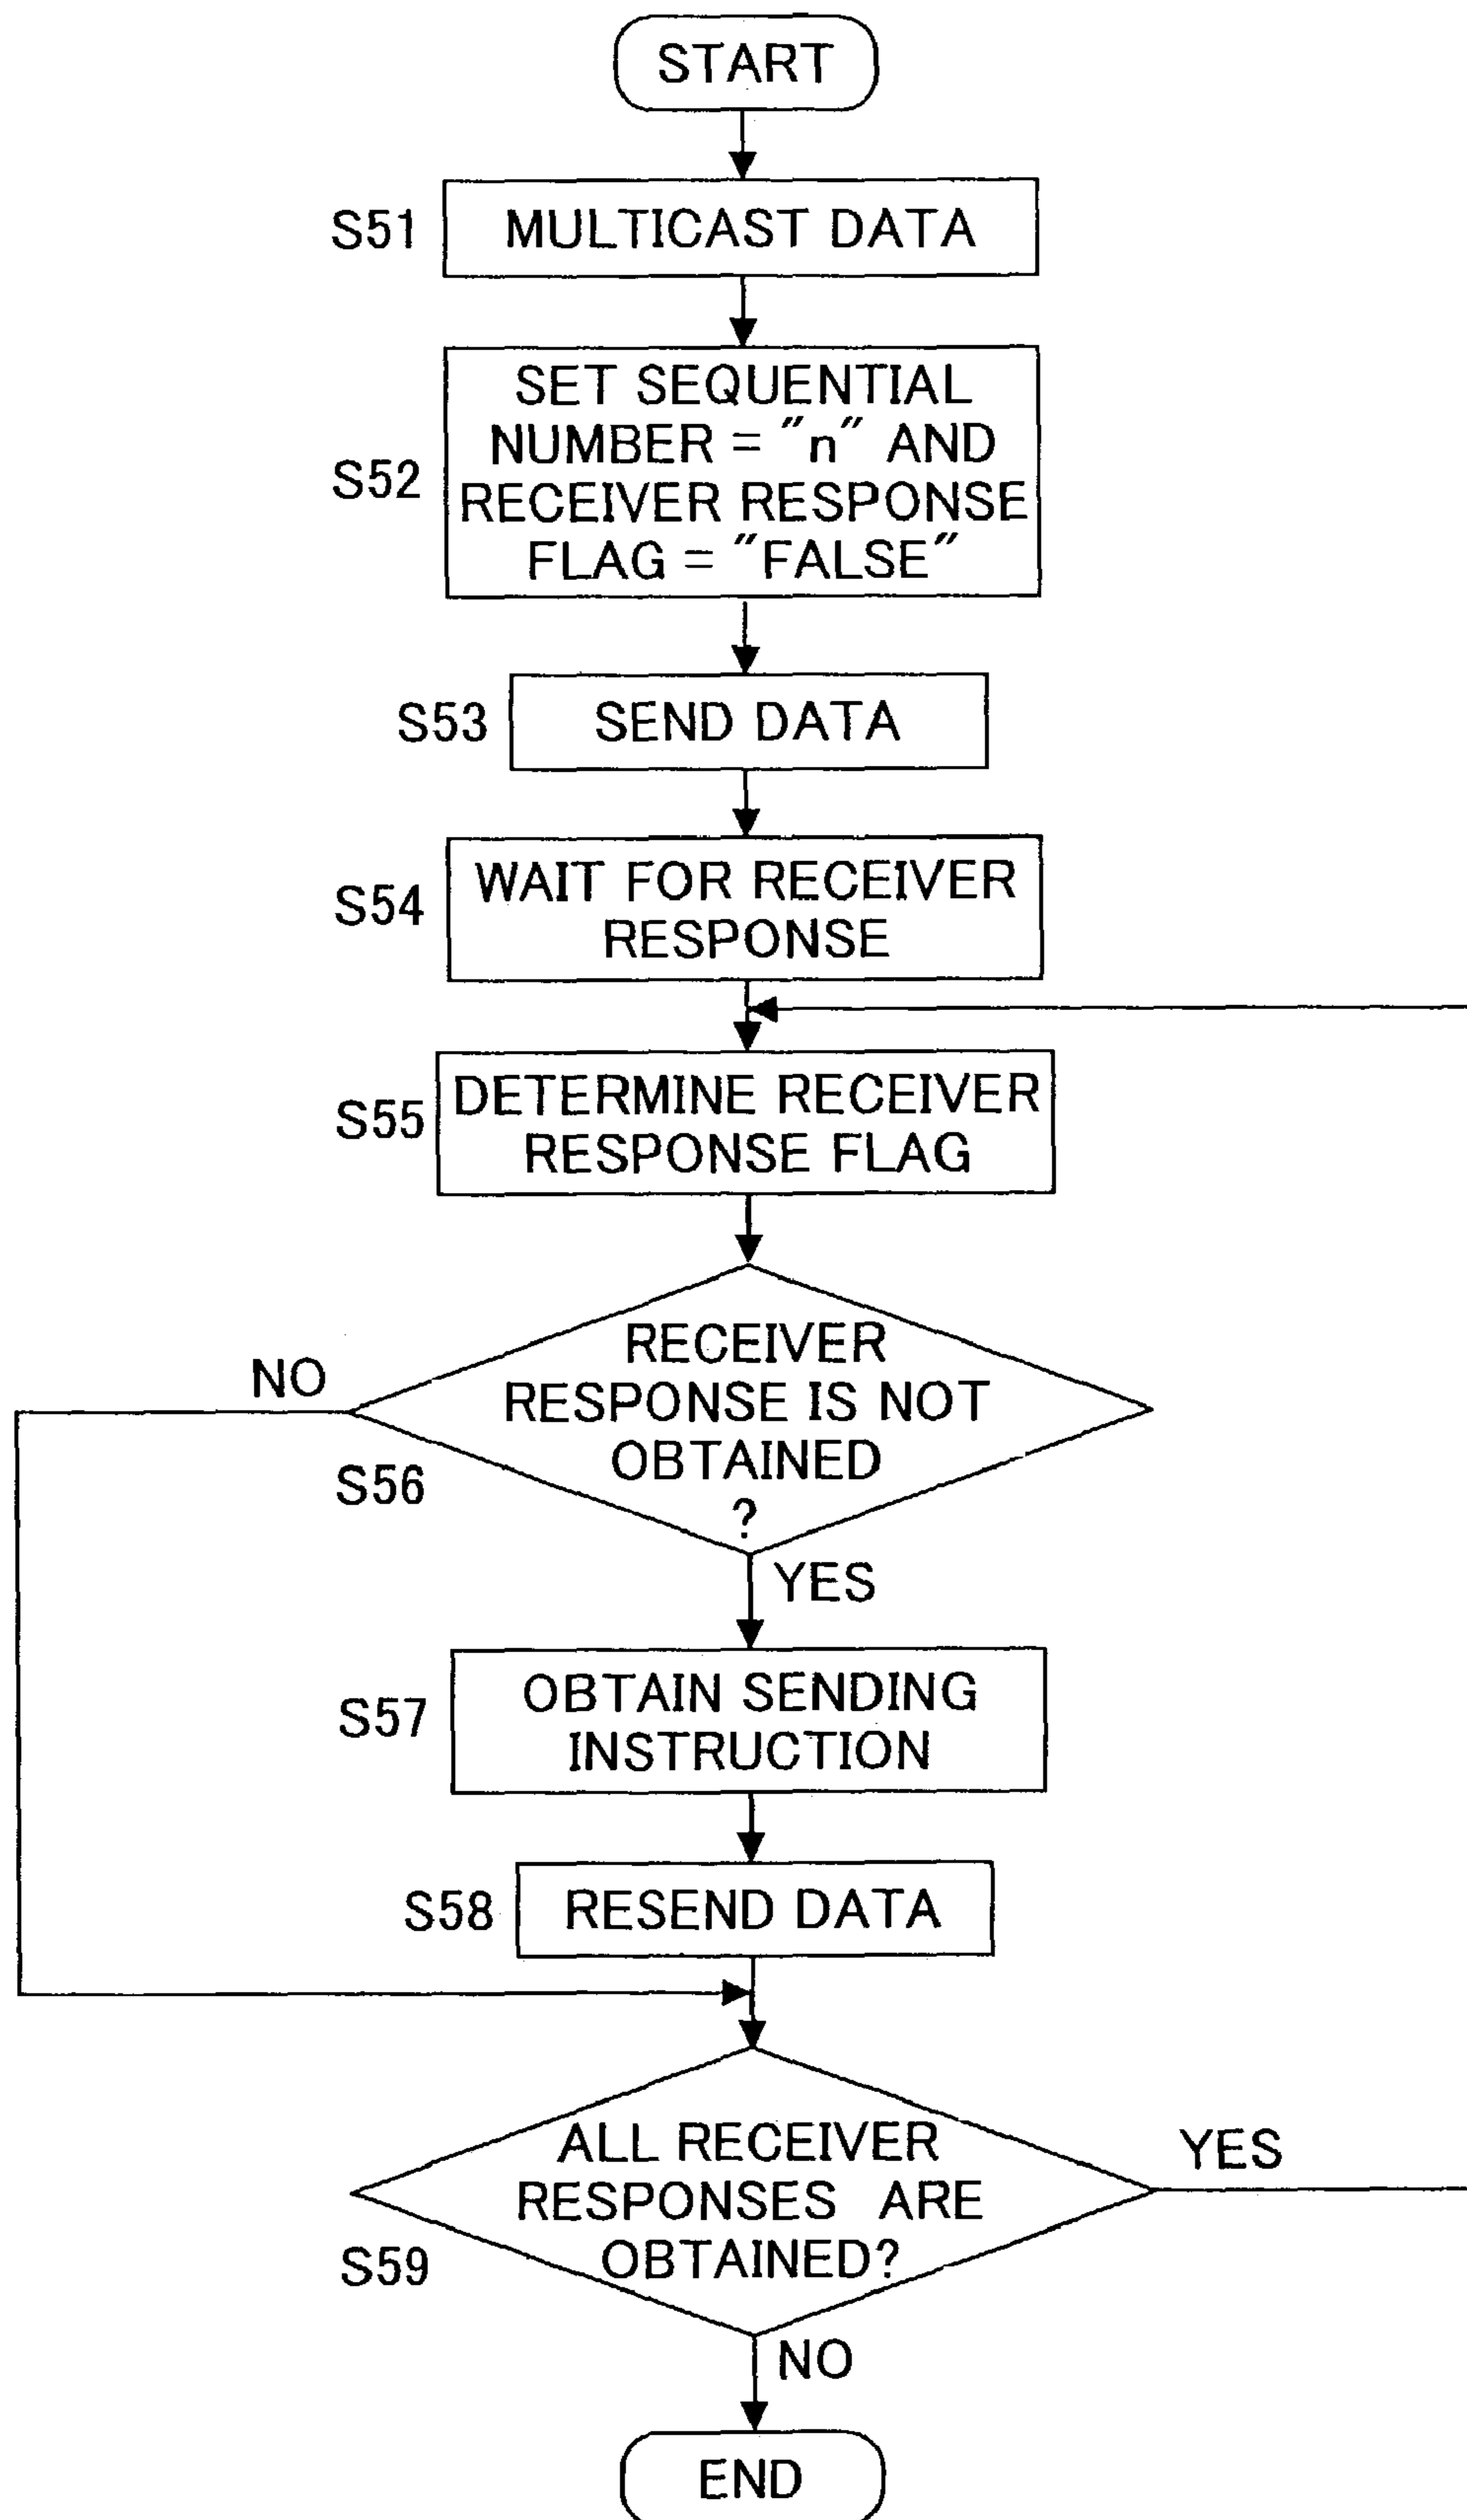 START
S51
MULTICAST DATA
S52
SET SEQUENTIAL
NUMBER = "n" AND
RECEIVER RESPONSE
FLAG = "FALSE"
S53
SEND DATA
S54
WAIT FOR RECEIVER
RESPONSE
S55
DETERMINE RECEIVER
RESPONSE FLAG
NO
RECEIVER
RESPONSE IS NOT
OBTAINED
?
S56
YES
S57
OBTAIN SENDING
INSTRUCTION
S58
RESEND DATA
ALL RECEIVER
RESPONSES ARE
OBTAINED?
YES
S59
NO
END